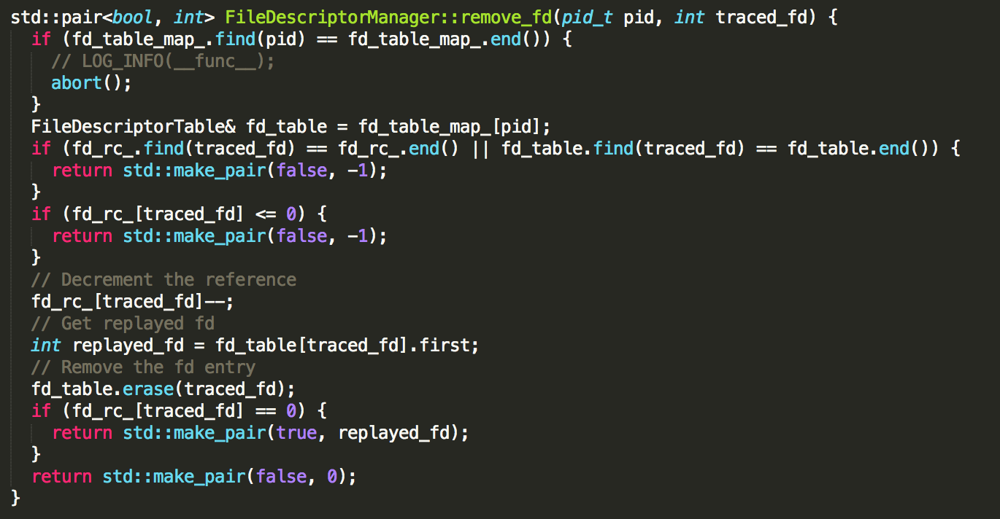 std::pair<bool, int> FileDescriptorManager::remove_fd(pid_t pid, int traced_fd) {
  if (fd_table_map_.find(pid) == fd_table_map_.end()) {
    // LOG_INFO(__func__);
    abort();
  }
  FileDescriptorTable& fd_table = fd_table_map_[pid];
  if (fd_rc_.find(traced_fd) == fd_rc_.end() || fd_table.find(traced_fd) == fd_table.end()) {
    return std::make_pair(false, -1);
  }
  if (fd_rc_[traced_fd] <= 0) {
    return std::make_pair(false, -1);
  }
  // Decrement the reference
  fd_rc_[traced_fd]--;
  // Get replayed fd
  int replayed_fd = fd_table[traced_fd].first;
  // Remove the fd entry
  fd_table.erase(traced_fd);
  if (fd_rc_[traced_fd] == 0) {
    return std::make_pair(true, replayed_fd);
  }
  return std::make_pair(false, 0);
}